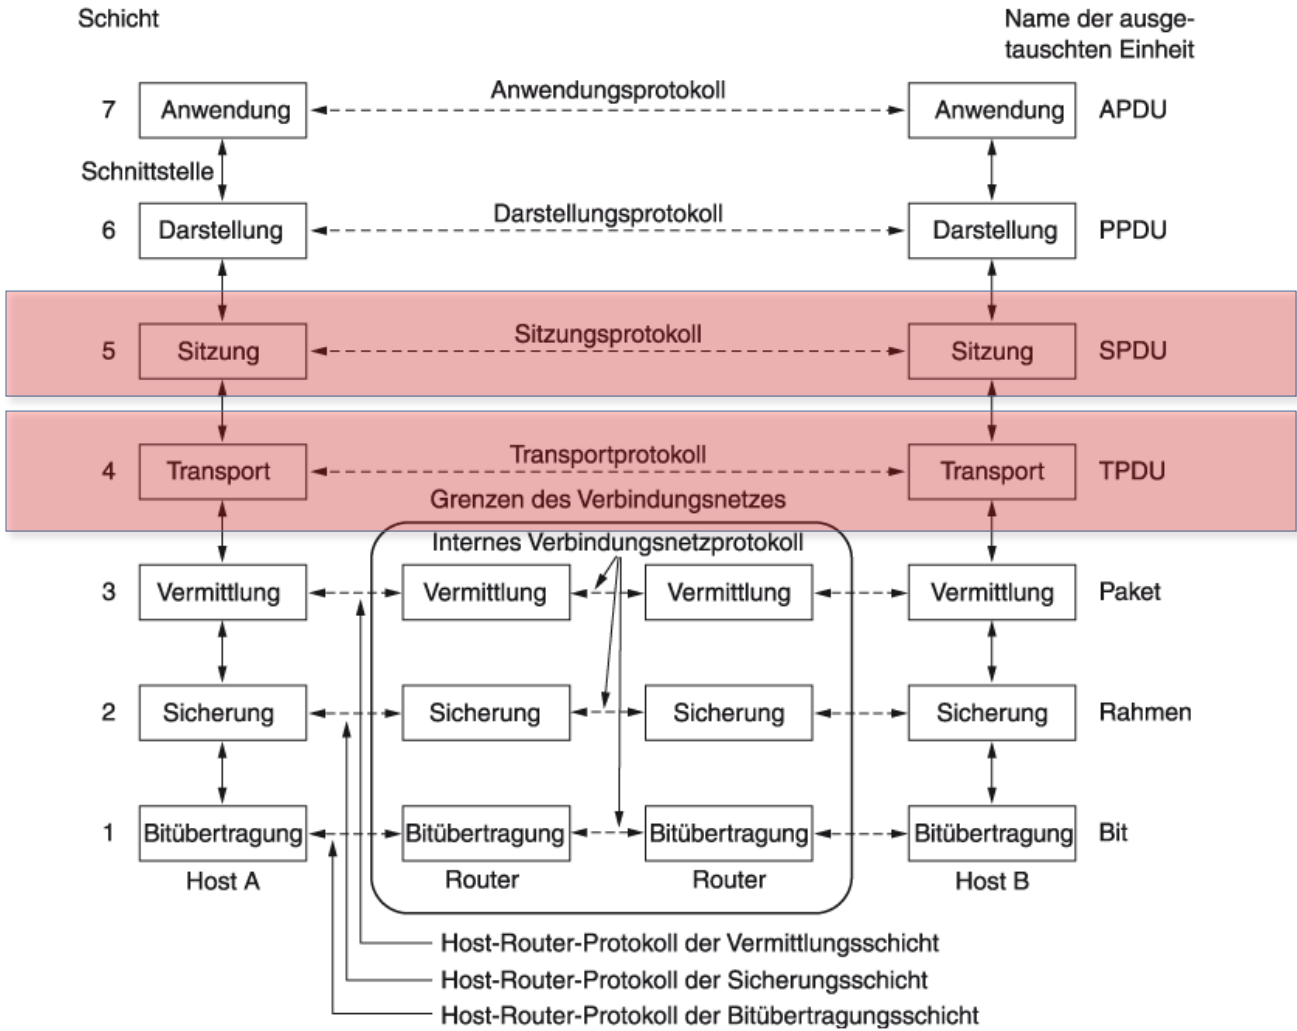 Schicht
Name der ausge-
tauschten Einheit
7 Anwendung Anwendungsprotokoll Anwendung APDU
Schnittstelle
6 Darstellung Darstellungsprotokoll Darstellung PPDU
5 Sitzung Sitzungsprotokoll Sitzung SPDU
4 Transport Transportprotokoll Transport TPDU
Grenzen des Verbindungsnetzes
Internes Verbindungsnetzprotokoll
3 Vermittlung Vermittlung Vermittlung Vermittlung Paket
2 Sicherung Sicherung Sicherung Sicherung Rahmen
1 Bitübertragung Bitübertragung Bitübertragung Bitübertragung Bit
Host A Router Router Host B
Host-Router-Protokoll der Vermittlungsschicht
Host-Router-Protokoll der Sicherungsschicht
Host-Router-Protokoll der Bitübertragungsschicht